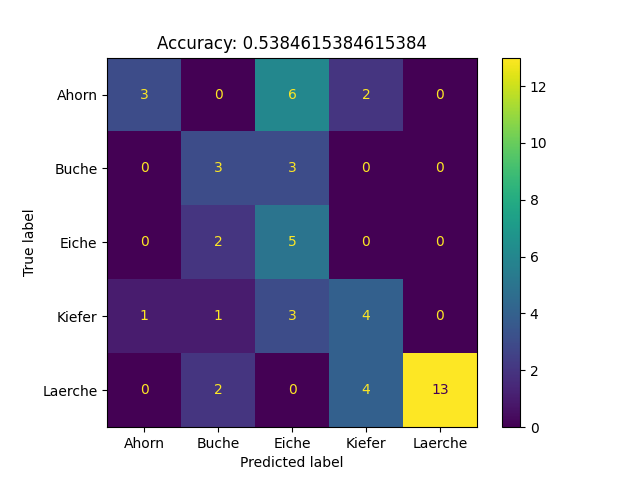 Accuracy: 0.5384615384615384
Ahorn 3 0 6 2 0
Buche 0 3 3 0 0
Eiche 0 2 5 0 0
Kiefer 1 1 3 4 0
Laerche 0 2 0 4 13
Ahorn Buche Eiche Kiefer Laerche
Predicted label
True label
12
10
8
6
4
2
0